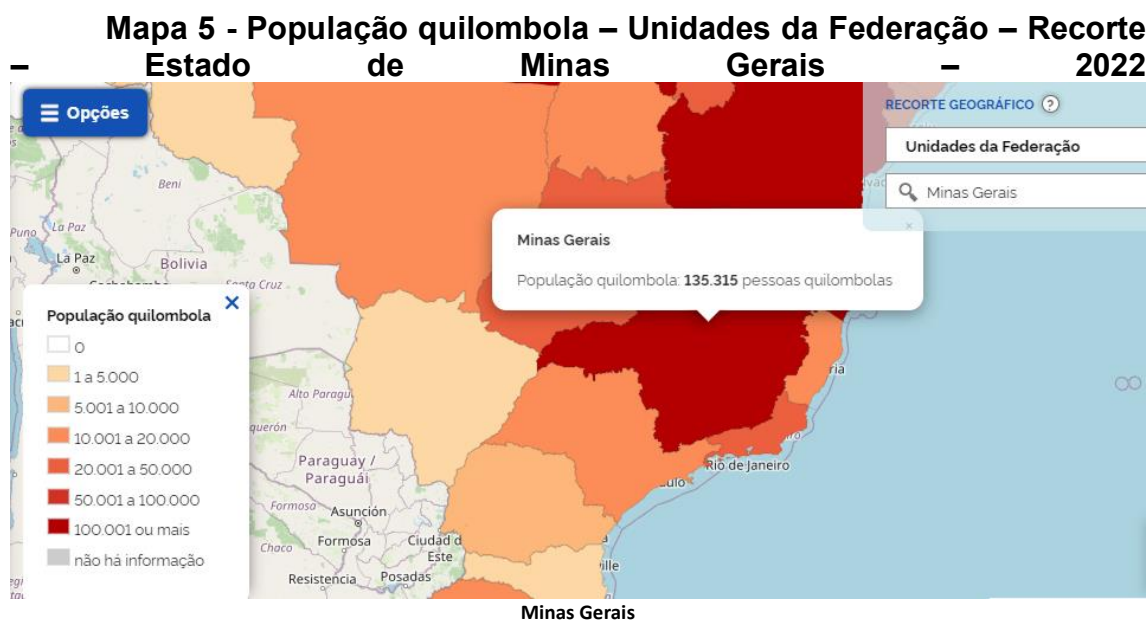 Mapa 5 - População quilombola – Unidades da Federação – Recorte
– Estado de Minas Gerais – 2022
Opções
RECORTE GEOGRÁFICO ?
Unidades da Federação
Minas Gerais
Beni
Puno
La Paz
La Paz
Bolivia
Santa Cruz
Minas Gerais
×
População quilombola: 135.315 pessoas quilombolas
População quilombola
0
1 a 5.000
5.001 a 10.000
10.001 a 20.000
20.001 a 50.000
50.001 a 100.000
100.001 ou mais
não há informação
Alto Paragu
Paraguay /
Paraguái
Rio de Janeiro
Formosa
Asunción
Chaco
Formosa
Ciudad d
Este
Resistencia
Posadas
Minas Gerais